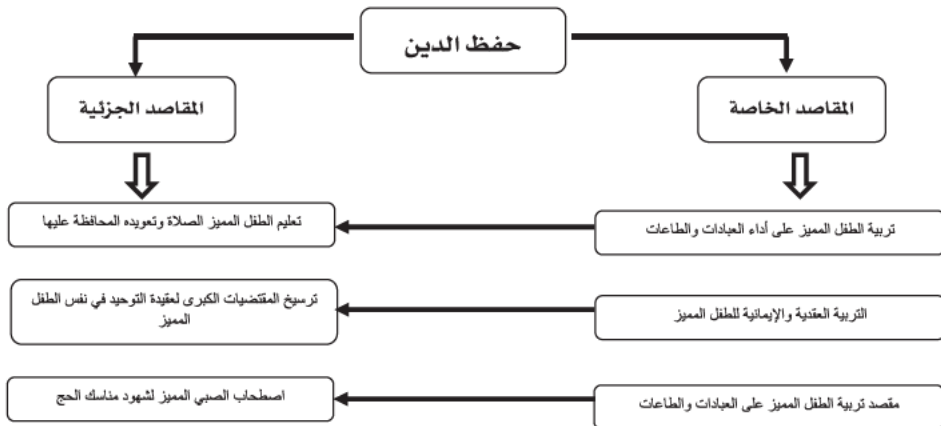 حفظ الدين
المقاصد الخاصة
المقاصد الجزئية
تربية الطفل المميز على أداء العبادات والطاعات
تعليم الطفل المميز الصلاة وتعويده المحافظة عليها
التربية العقدية والإيمانية للطفل المميز
ترسيخ المقتضيات الكبرى لعقيدة التوحيد في نفس الطفل
المميز
مقصد تربية الطفل المميز على العبادات والطاعات
اصطحاب الصبي المميز لشهود مناسك الحج